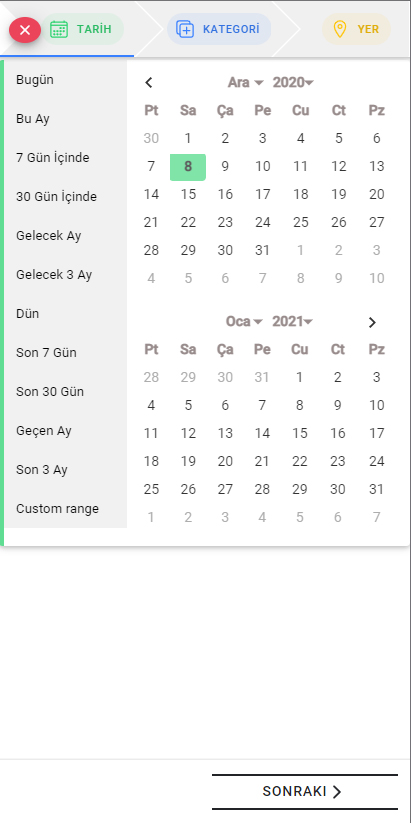 TARİH KATEGORİ YER
Bugün
Bu Ay
7 Gün İçinde
30 Gün İçinde
Gelecek Ay
Gelecek 3 Ay
Dün
Son 7 Gün
Son 30 Gün
Geçen Ay
Son 3 Ay
Custom range
Ara 2020
Pt Sa Ça Pe Cu Ct Pz
30 1 2 3 4 5 6
7 8 9 10 11 12 13
14 15 16 17 18 19 20
21 22 23 24 25 26 27
28 29 30 31 1 2 3
4 5 6 7 8 9 10
Oca 2021
Pt Sa Ça Pe Cu Ct Pz
28 29 30 31 1 2 3
4 5 6 7 8 9 10
11 12 13 14 15 16 17
18 19 20 21 22 23 24
25 26 27 28 29 30 31
1 2 3 4 5 6 7
SONRAKI